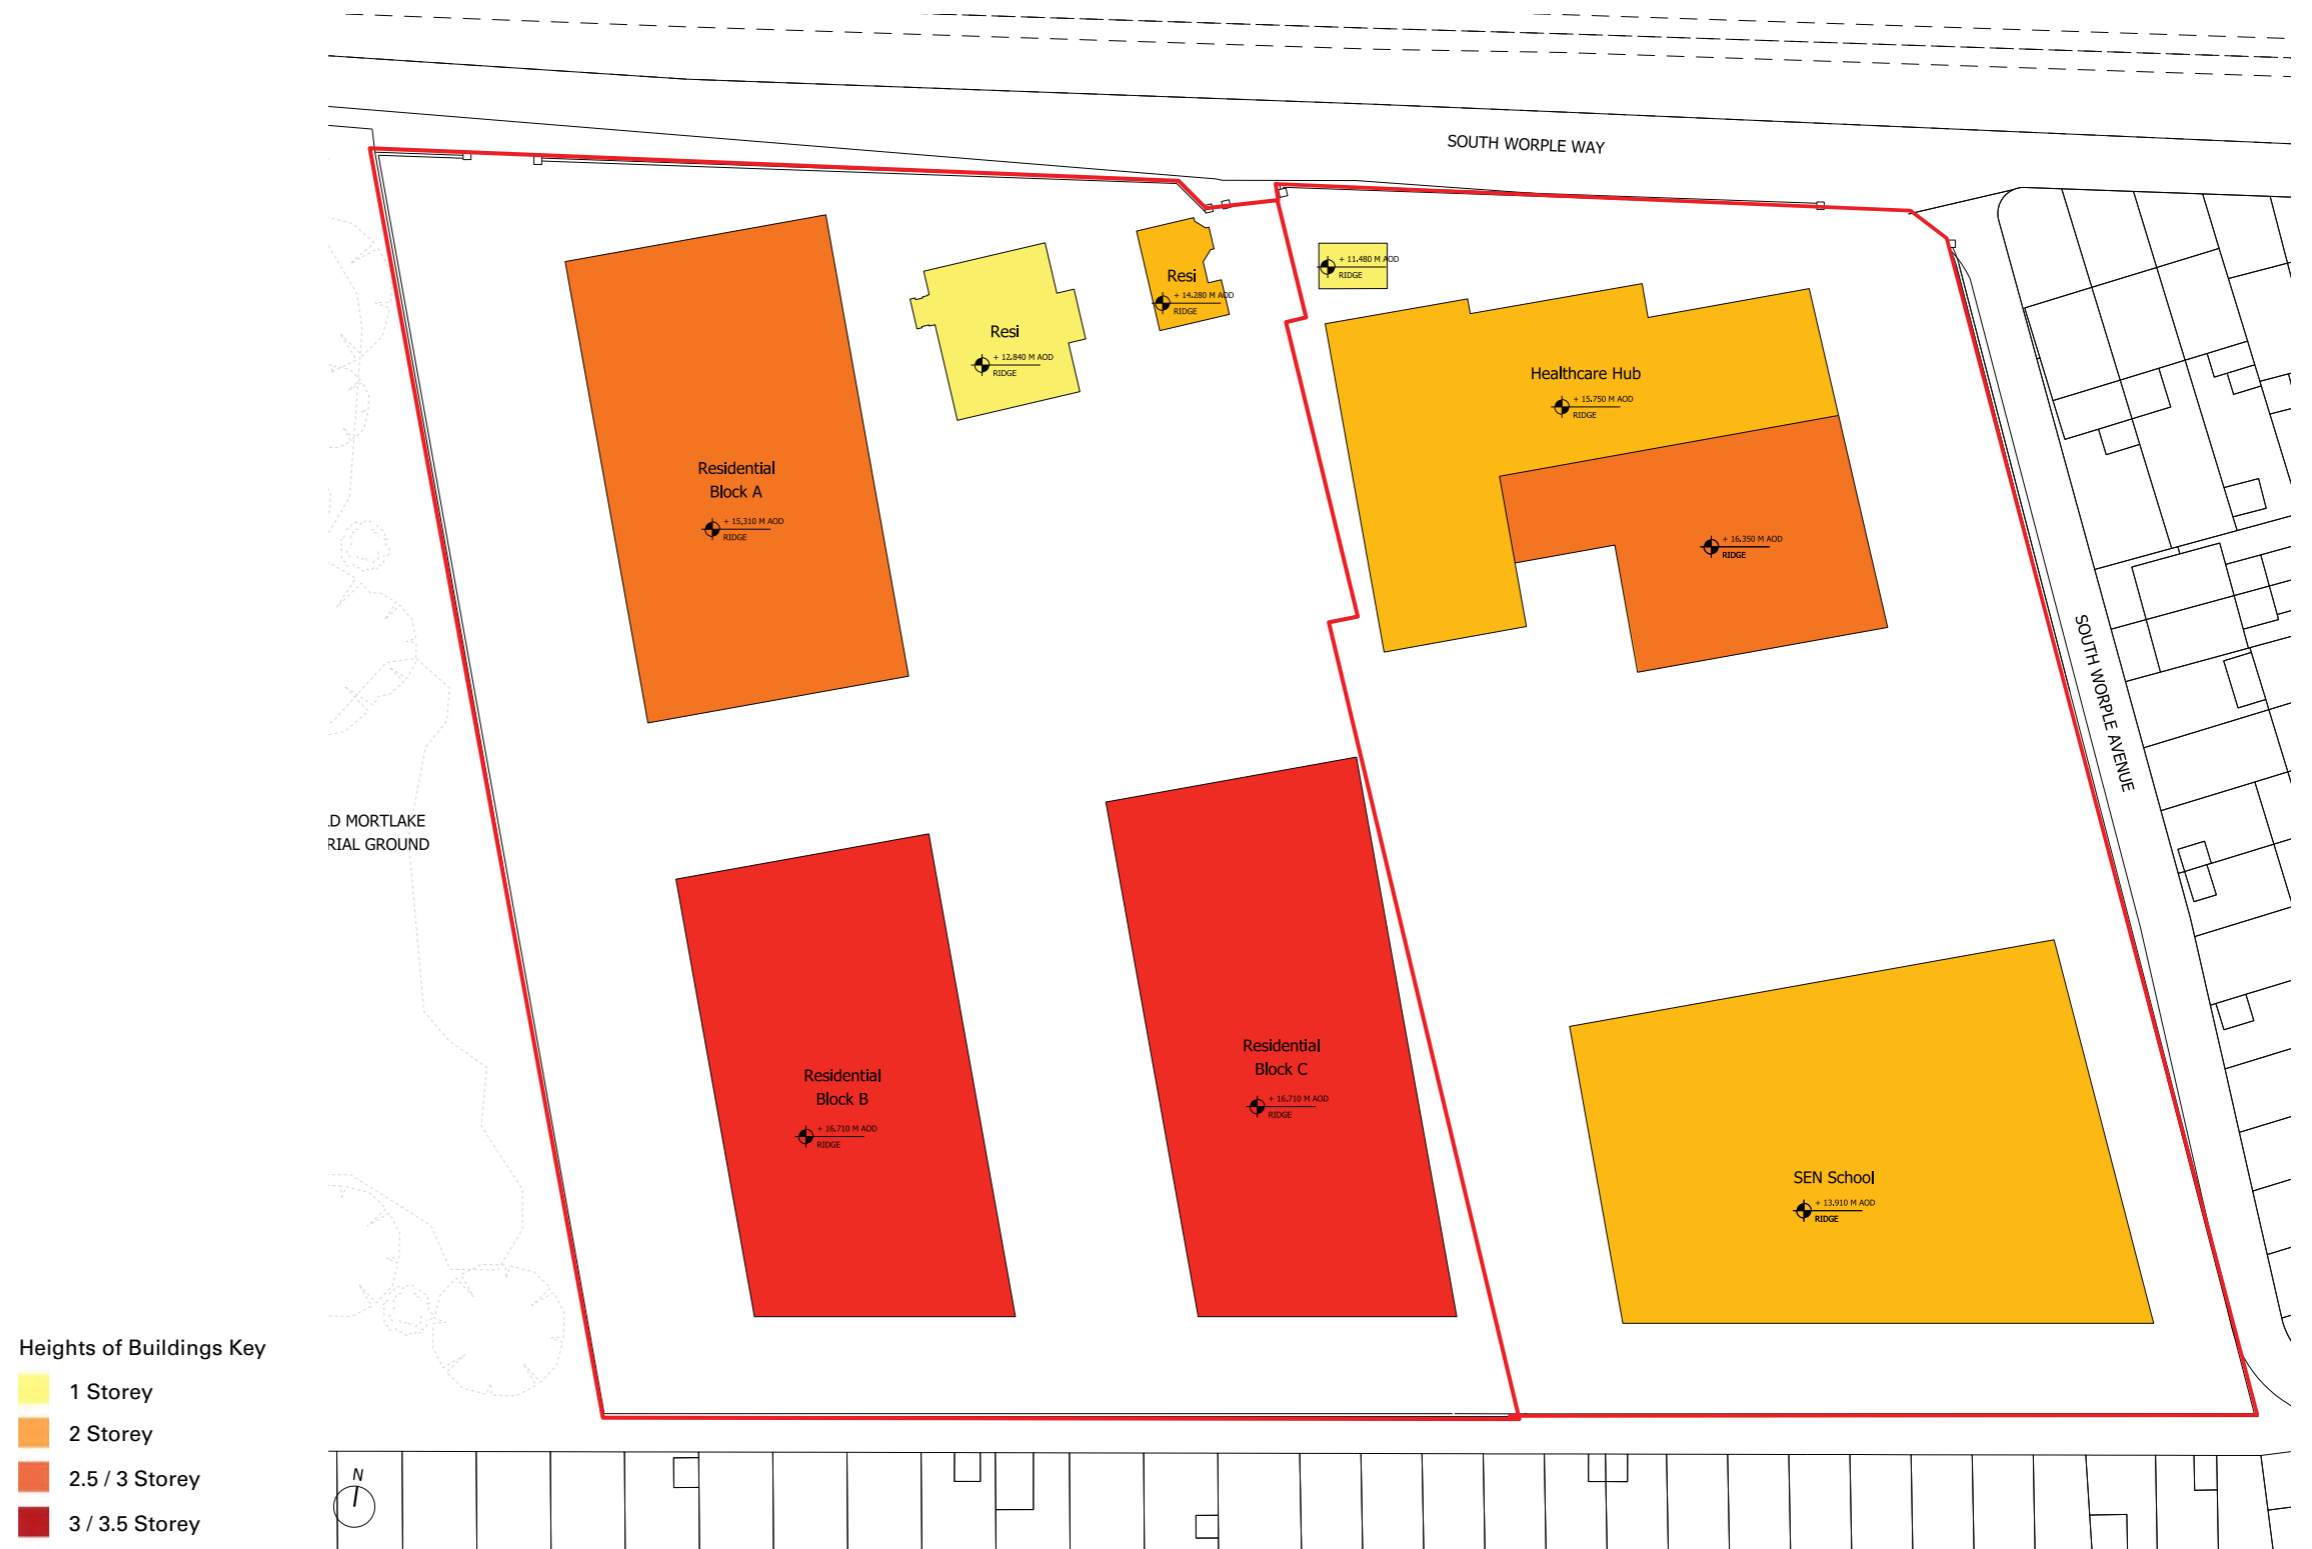 SOUTH WORPLE WAY
Resi
+ 14.280 M AOD
RIDGE
+ 11.480 M AOD
RIDGE
Resi
+ 12.840 M AOD
RIDGE
Healthcare Hub
+ 15.750 M AOD
RIDGE
Residential
Block A
+ 15,310 M AOD
RIDGE
+ 16.350 M AOD
RIDGE
SOUTH WORPLE AVENUE
LD MORTLAKE
RIAL GROUND
Residential
Block B
+ 16.710 M AOD
RIDGE
Residential
Block C
+ 16.710 M AOD
RIDGE
SEN School
+ 13.910 M AOD
RIDGE
Heights of Buildings Key
1 Storey
2 Storey
2.5 / 3 Storey
3 / 3.5 Storey
N